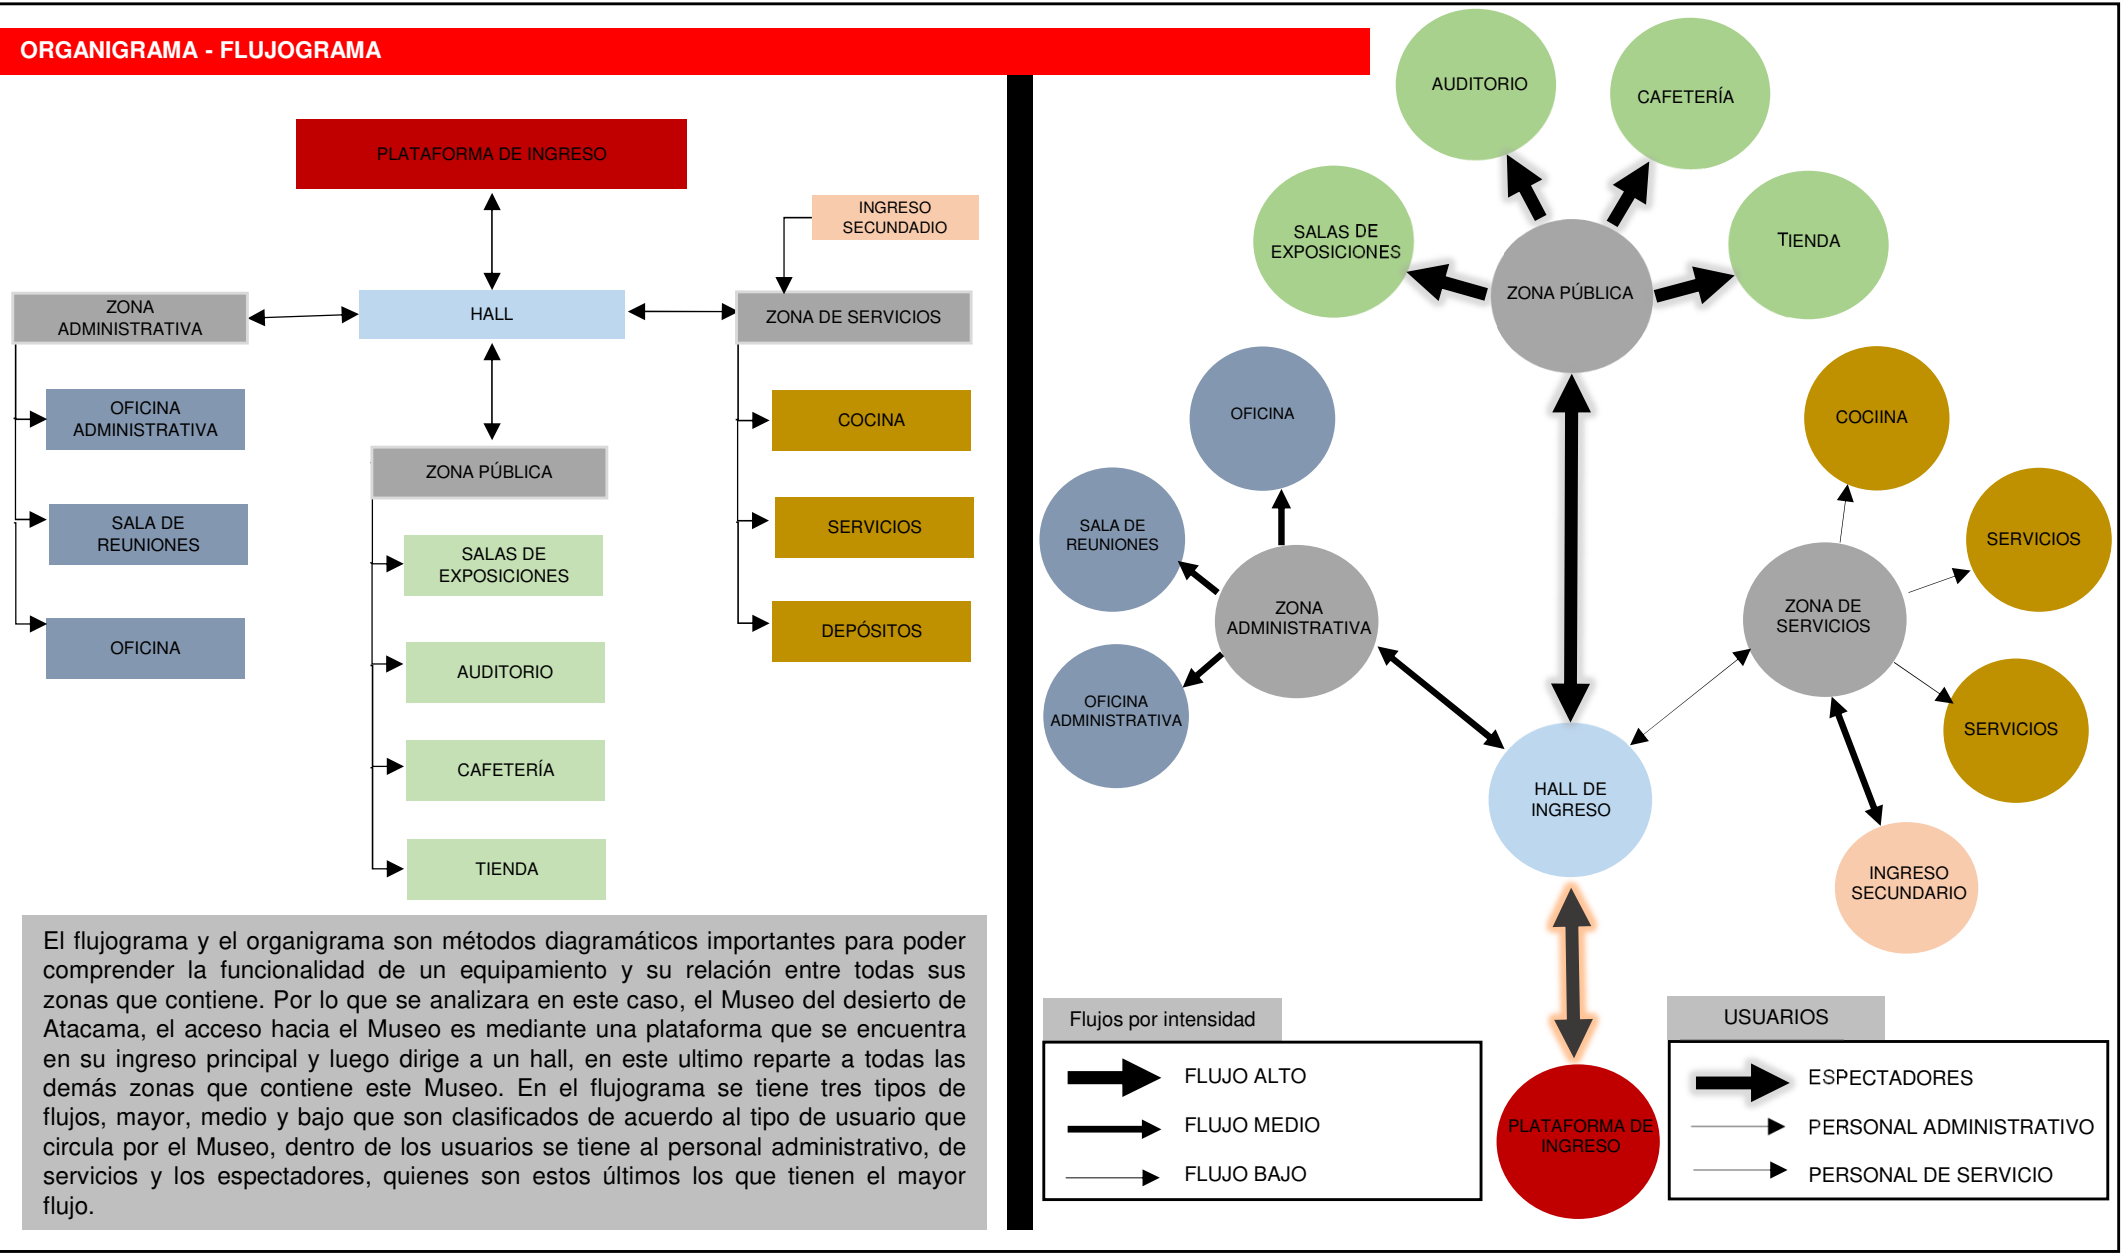 ORGANIGRAMA - FLUJOGRAMA
PLATAFORMA DE INGRESO
INGRESO
SECUNDADIO
ZONA
ADMINISTRATIVA
HALL
ZONA DE SERVICIOS
OFICINA
ADMINISTRATIVA
SALA DE
REUNIONES
OFICINA
ZONA PÚBLICA
SALAS DE
EXPOSICIONES
AUDITORIO
CAFETERÍA
TIENDA
COCINA
SERVICIOS
DEPÓSITOS
El flujograma y el organigrama son métodos diagramáticos importantes para poder
comprender la funcionalidad de un equipamiento y su relación entre todas sus
zonas que contiene. Por lo que se analizara en este caso, el Museo del desierto de
Atacama, el acceso hacia el Museo es mediante una plataforma que se encuentra
en su ingreso principal y luego dirige a un hall, en este ultimo reparte a todas las
demás zonas que contiene este Museo. En el flujograma se tiene tres tipos de
flujos, mayor, medio y bajo que son clasificados de acuerdo al tipo de usuario que
circula por el Museo, dentro de los usuarios se tiene al personal administrativo, de
servicios y los espectadores, quienes son estos últimos los que tienen el mayor
flujo.
AUDITORIO
CAFETERÍA
SALAS DE
EXPOSICIONES
TIENDA
ZONA PÚBLICA
OFICINA
SALA DE
REUNIONES
OFICINA
ADMINISTRATIVA
ZONA
ADMINISTRATIVA
COCIINA
SERVICIOS
ZONA DE
SERVICIOS
SERVICIOS
HALL DE
INGRESO
INGRESO
SECUNDARIO
PLATAFORMA DE
INGRESO
Flujos por intensidad
FLUJO ALTO
FLUJO MEDIO
FLUJO BAJO
USUARIOS
ESPECTADORES
PERSONAL ADMINISTRATIVO
PERSONAL DE SERVICIO